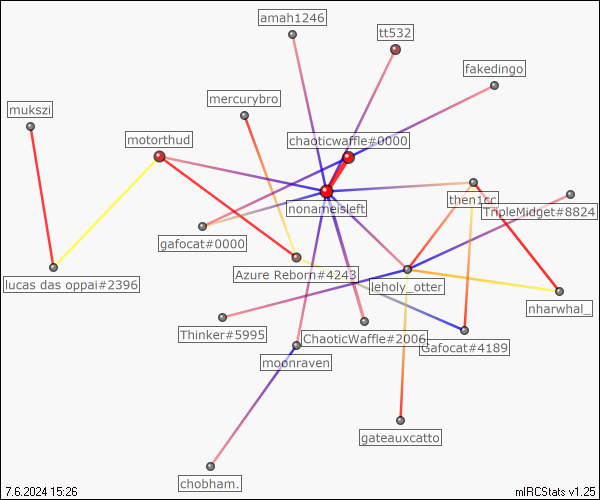 amah1246
tt532
fakedingo
mercurybro
mukszi
motorthud
chaoticwaffle#0000
then1cc
TripleMidget#8824
nonameisleft
gafocat#0000
Azure Reborn#4243
lucas das oppai#2396
leholy_otter
nharwhal_
Thinker#5995
ChaoticWaffle#2006
Gafocat#4189
moonraven
gateauxcatto
chobham.
7.6.2024 15:26
mIRCStats v1.25